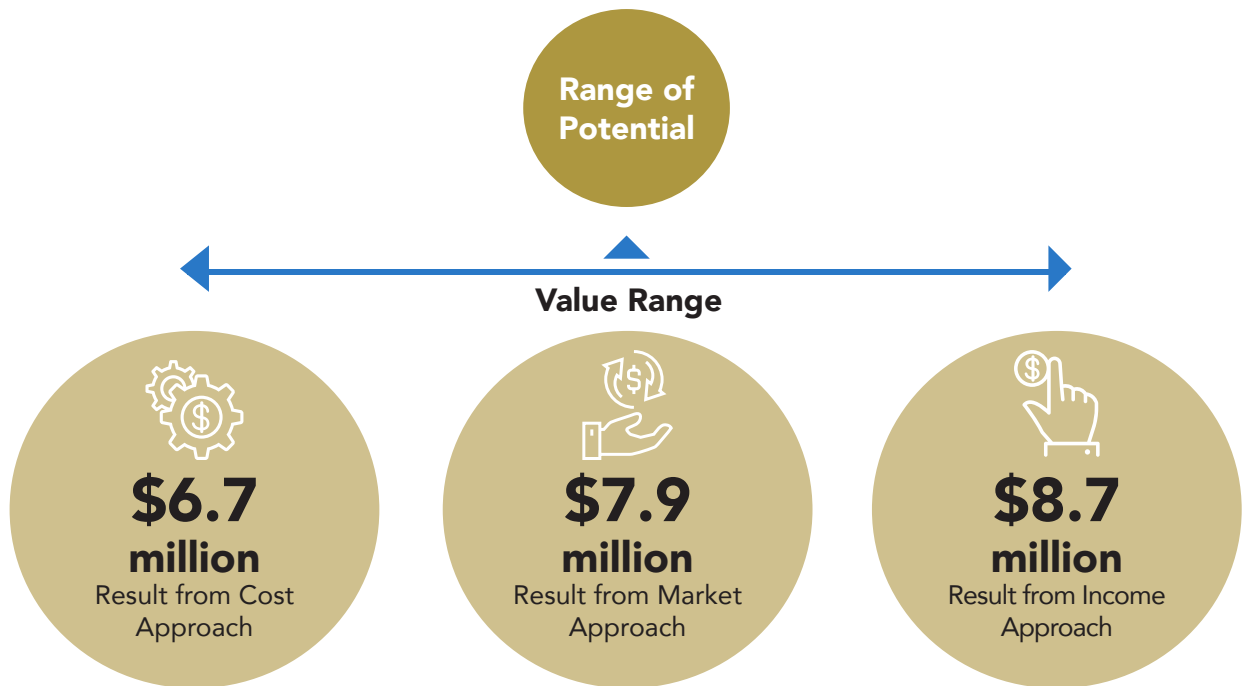 Range of
Potential
Value Range
$6.7
million
Result from Cost
Approach
$7.9
million
Result from Market
Approach
$8.7
million
Result from Income
Approach